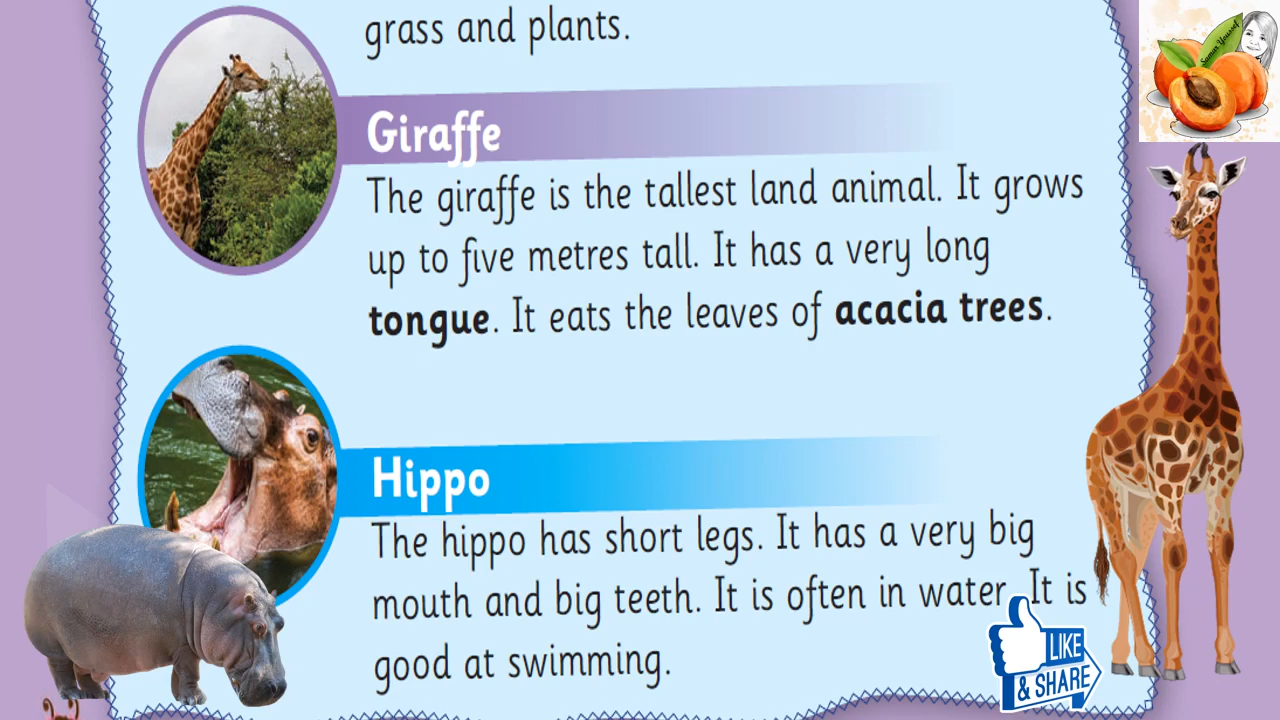 grass and plants.
Giraffe
The giraffe is the tallest land animal. It grows
up to five metres tall. It has a very long
tongue. It eats the leaves of acacia trees.
Hippo
The hippo has short legs. It has a very big
mouth and big teeth. It is often in water. It is
good at swimming.
LIKE
& SHARE
Samar Youssef